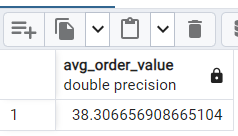 avg_order_value
double precision
1
38.306656908665104